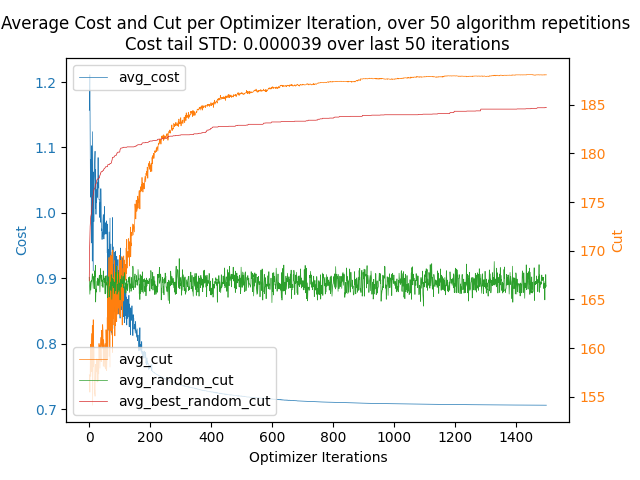 Average Cost and Cut per Optimizer Iteration, over 50 algorithm repetitions
Cost tail STD: 0.000039 over last 50 iterations
avg_cost
1.2
1.1
1.0
0.9
0.8
0.7
Cost
185
180
175
170
165
160
155
Cut
avg_cut
avg_random_cut
avg_best_random_cut
0 200 400 600 800 1000 1200 1400
Optimizer Iterations